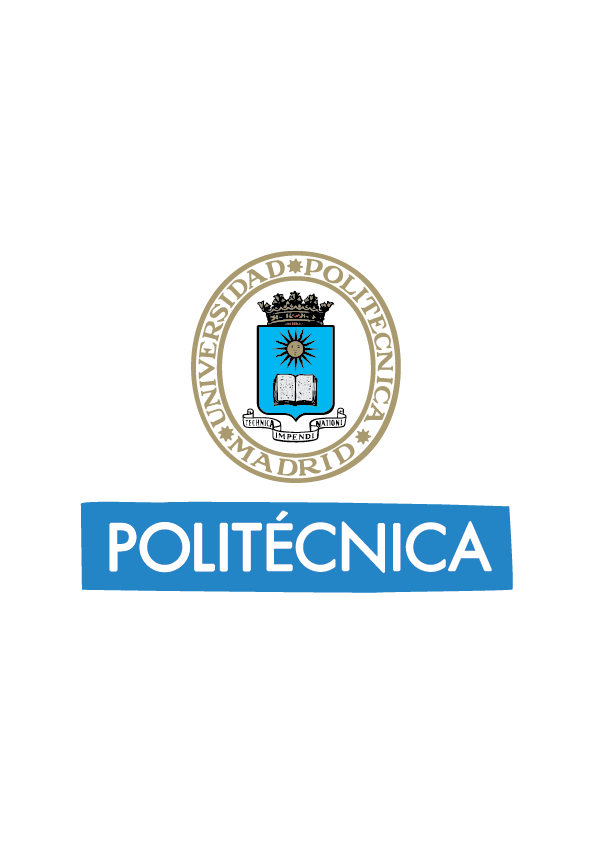 UNIVERSIDAD POLITECNICA
MADRID
TECHNICA IMPENDI NATIONI
POLITÉCNICA